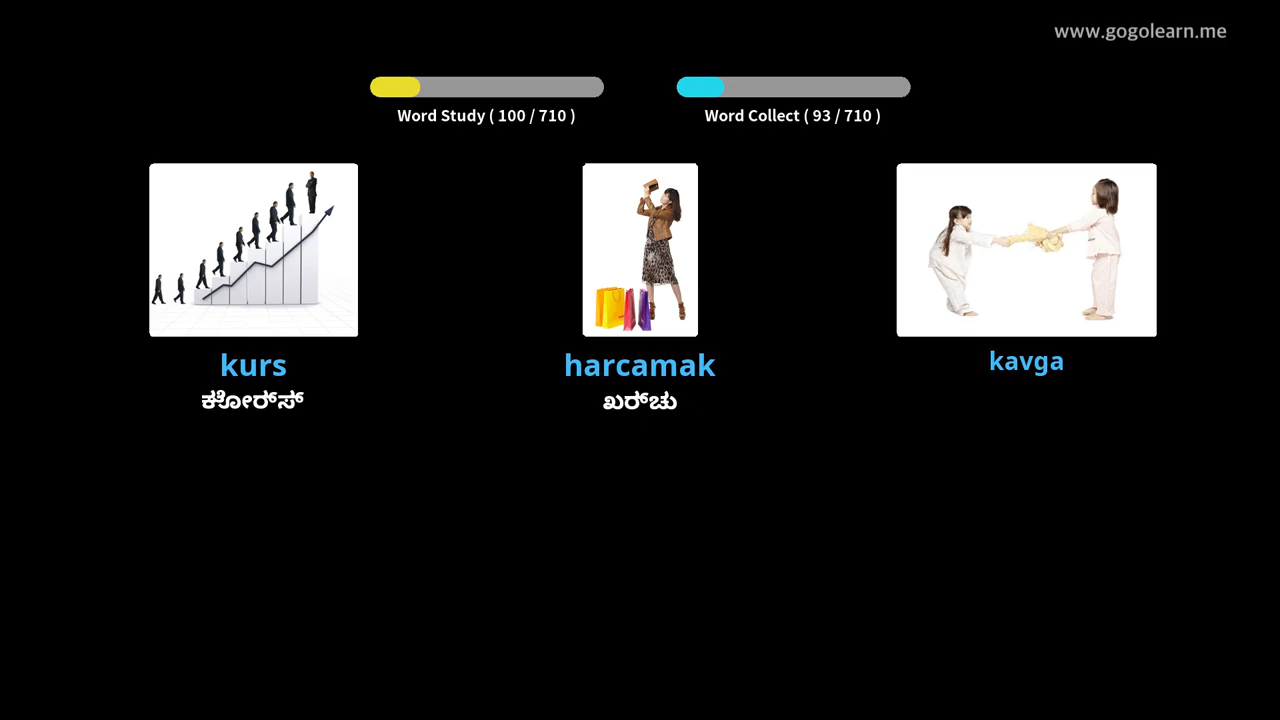 www.gogolearn.me
Word Study ( 100 / 710 )
Word Collect ( 93 / 710 )
kurs
ಕೋರ್ಸ್
harcamak
ಖರ್ಚು
kavga